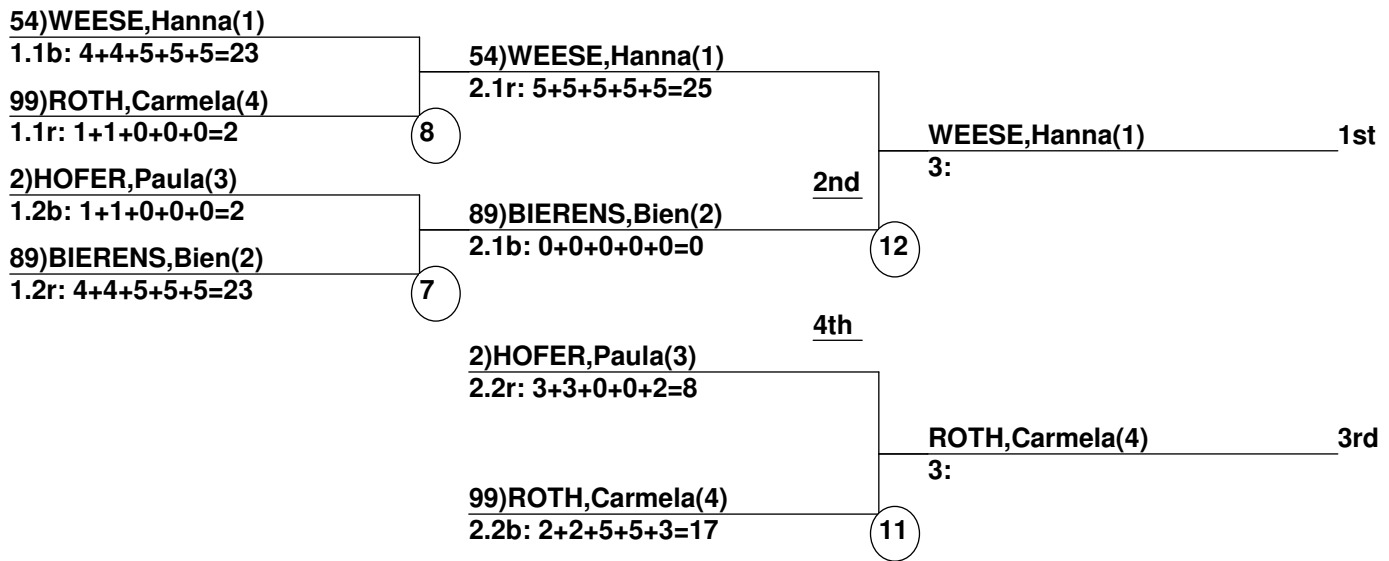 54)WEESE,Hanna(1)
1.1b: 4+4+5+5+5=23
99)ROTH,Carmela(4)
1.1r: 1+1+0+0+0=2
8
2)HOFER,Paula(3)
1.2b: 1+1+0+0+0=2
89)BIERENS,Bien(2)
1.2r: 4+4+5+5+5=23
7
54)WEESE,Hanna(1)
2.1r: 5+5+5+5+5=25
2nd
89)BIERENS,Bien(2)
2.1b: 0+0+0+0+0=0
12
4th
2)HOFER,Paula(3)
2.2r: 3+3+0+0+2=8
99)ROTH,Carmela(4)
2.2b: 2+2+5+5+3=17
11
WEESE,Hanna(1) 1st
3:
ROTH,Carmela(4) 3rd
3: